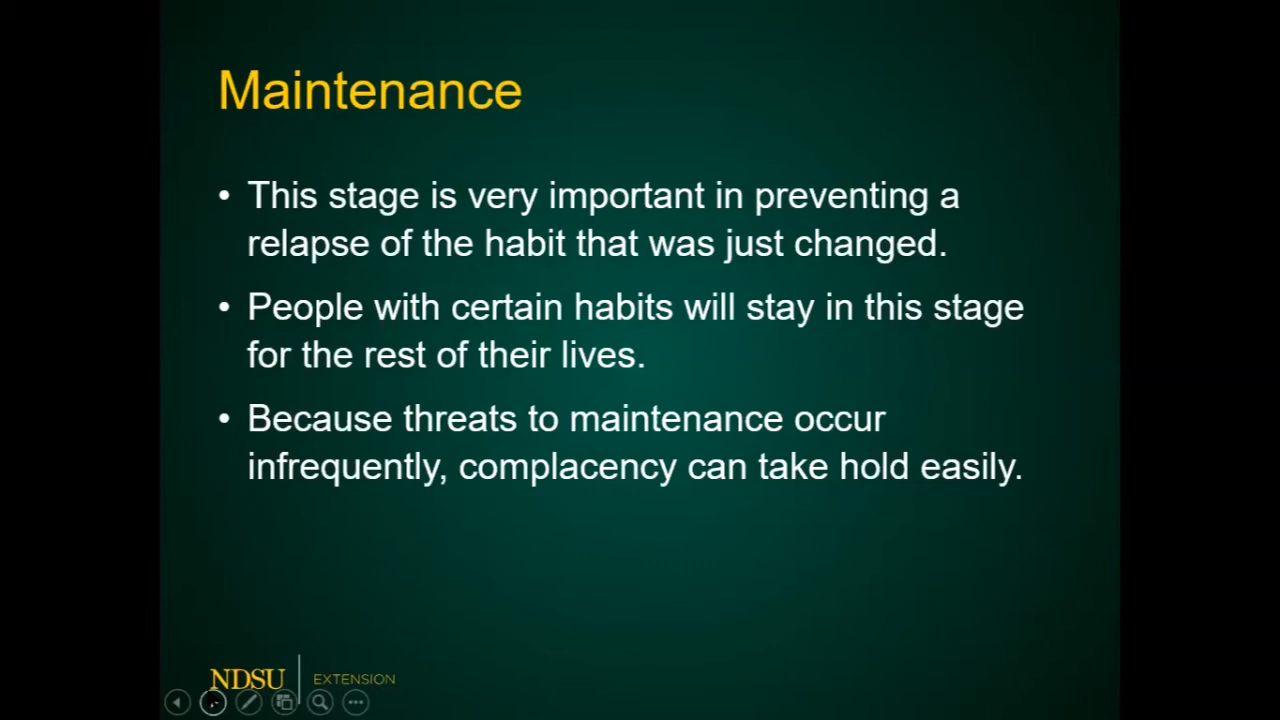 Maintenance
• This stage is very important in preventing a
relapse of the habit that was just changed.
• People with certain habits will stay in this stage
for the rest of their lives.
• Because threats to maintenance occur
infrequently, complacency can take hold easily.
NDSU | EXTENSION